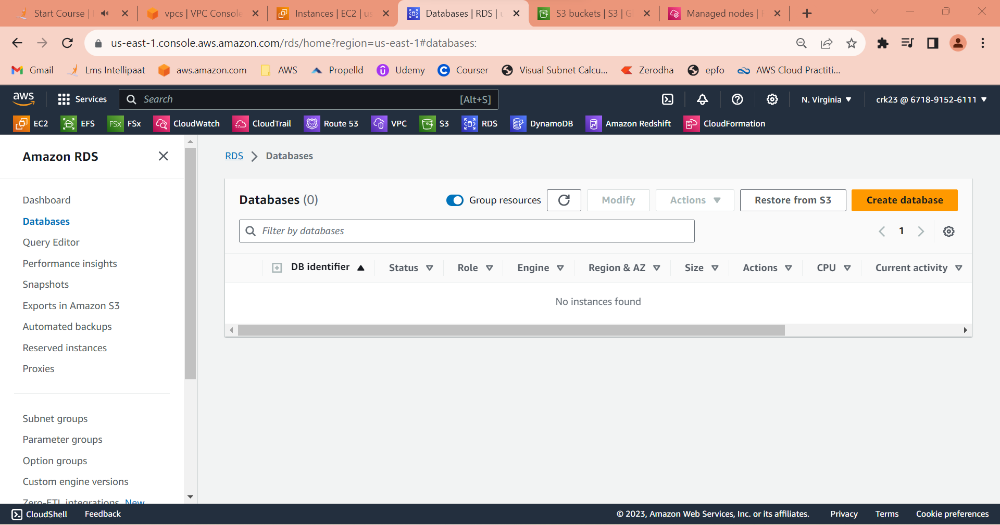 Start Course |
vpcs | VPC Console
Instances | EC2 | us
Databases | RDS | u
S3 buckets | S3 | Gl
Managed nodes |
us-east-1.console.aws.amazon.com/rds/home?region=us-east-1#databases:
Gmail
Lms Intellipaat
aws.amazon.com
AWS
Propelld
Udemy
Courser
Visual Subnet Calcu...
Zerodha
epfo
AWS Cloud Practiti...
aws
Services
Search
[Alt+S]
N. Virginia
crk23 @ 6718-9152-6111
EC2
EFS
FSx
FSx
CloudWatch
CloudTrail
53
Route 53
VPC
S3
RDS
DynamoDB
Amazon Redshift
CloudFormation
Amazon RDS
Dashboard
Databases
Query Editor
Performance insights
Snapshots
Exports in Amazon S3
Automated backups
Reserved instances
Proxies
Subnet groups
Parameter groups
Option groups
Custom engine versions
Zero-ETL integrations New
RDS
Databases
Databases (0)
Group resources
Modify
Actions
Restore from S3
Create database
Filter by databases
1
DB identifier
Status
Role
Engine
Region & AZ
Size
Actions
CPU
Current activity
No instances found
CloudShell
Feedback
© 2023, Amazon Web Services, Inc. or its affiliates.
Privacy
Terms
Cookie preferences